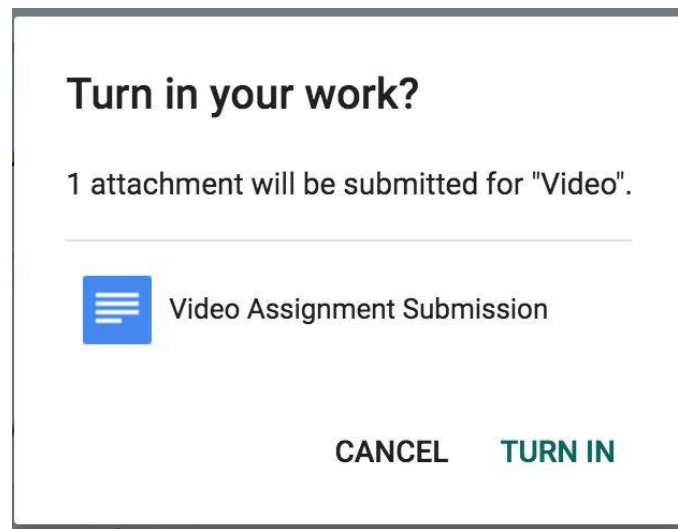 Turn in your work?
1 attachment will be submitted for "Video".
Video Assignment Submission
CANCEL TURN IN